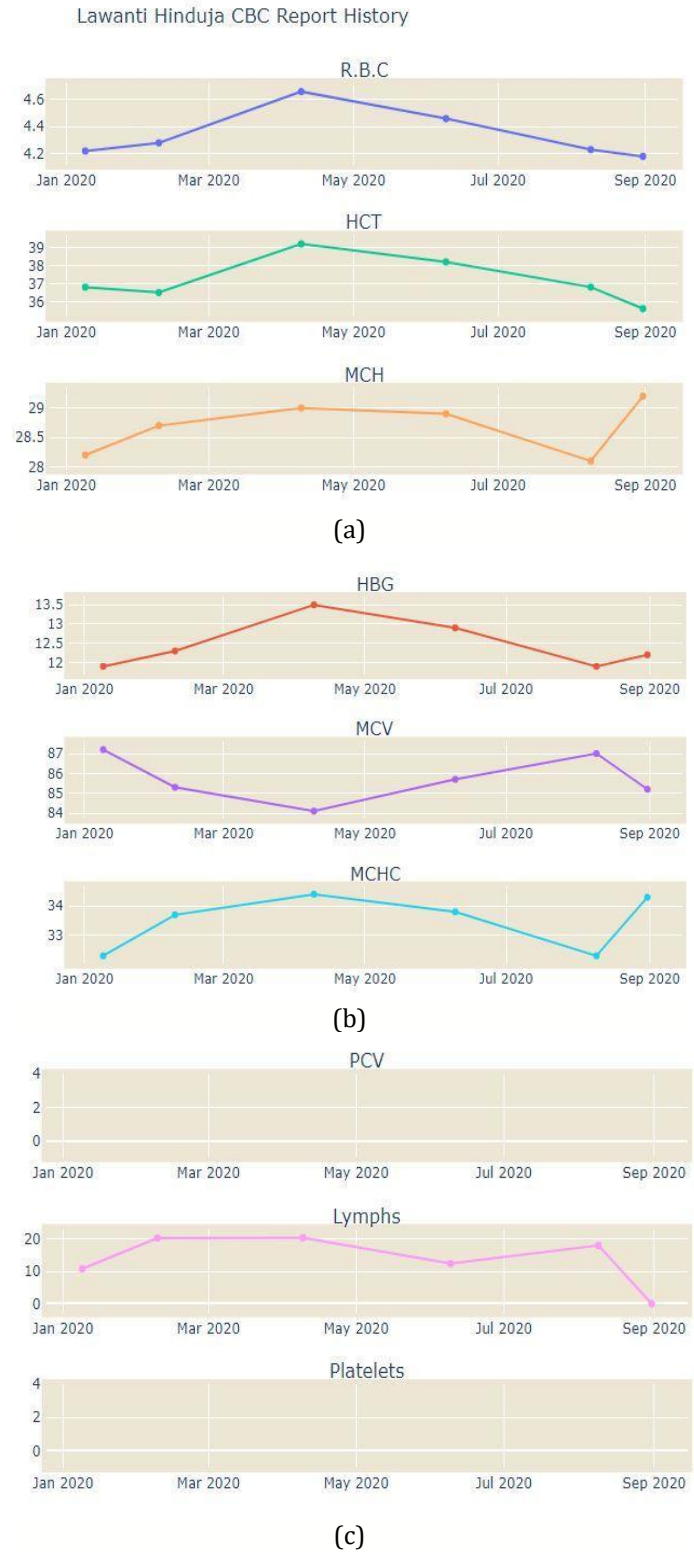 Lawanti Hinduja CBC Report History
R.B.C
4.6
4.4
4.2
Jan 2020 Mar 2020 May 2020 Jul 2020 Sep 2020
HCT
39
38
37
36
Jan 2020 Mar 2020 May 2020 Jul 2020 Sep 2020
MCH
29
28.5
28
Jan 2020 Mar 2020 May 2020 Jul 2020 Sep 2020
(a)
HBG
13.5
13
12.5
12
Jan 2020 Mar 2020 May 2020 Jul 2020 Sep 2020
MCV
87
86
85
84
Jan 2020 Mar 2020 May 2020 Jul 2020 Sep 2020
MCHC
34
33
Jan 2020 Mar 2020 May 2020 Jul 2020 Sep 2020
(b)
PCV
4
2
0
Jan 2020 Mar 2020 May 2020 Jul 2020 Sep 2020
Lymphs
20
10
0
Jan 2020 Mar 2020 May 2020 Jul 2020 Sep 2020
Platelets
4
2
0
Jan 2020 Mar 2020 May 2020 Jul 2020 Sep 2020
(c)